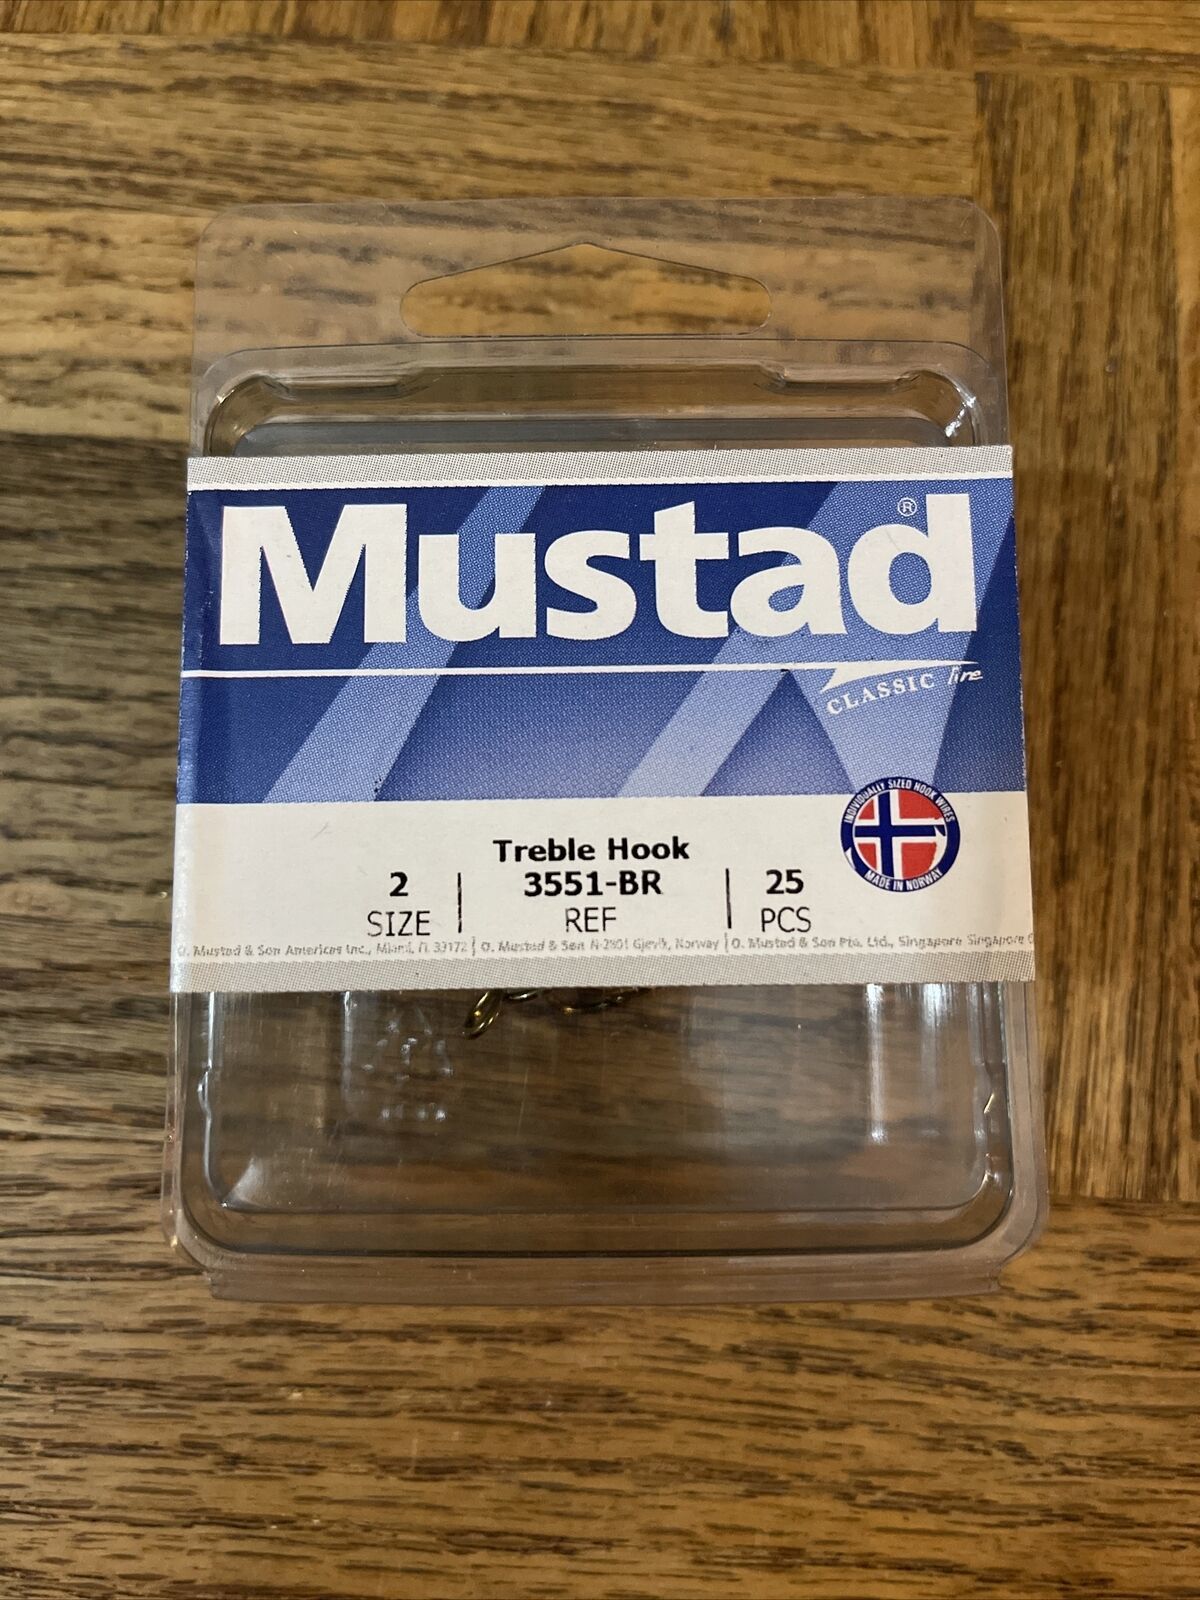 Mustad®
CLASSIC line
INDIVIDUALLY SIZED HOOK WIRES
MADE IN NORWAY
Treble Hook
2 | 3551-BR | 25
SIZE REF PCS
O. Mustad & Son Americas Inc., Miami, 33172 | O. Mustad & Son N-2801 Gjøvik, Norway | O. Mustad & Son Pte. Ltd., Singapore Singapore